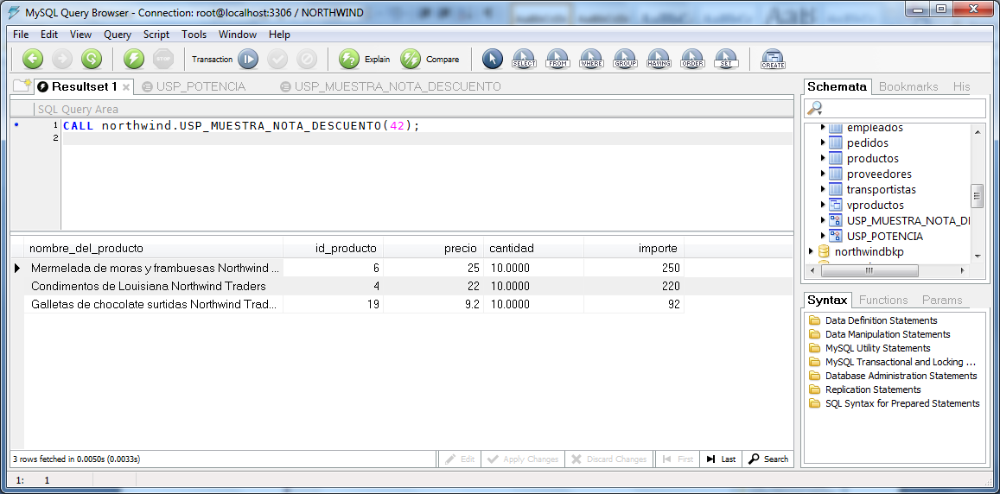 MySQL Query Browser - Connection: root@localhost:3306 / NORTHWIND
File Edit View Query Script Tools Window Help
STOP Transaction Explain Compare SELECT FROM WHERE GROUP HAVING ORDER SET CREATE
Resultset 1 USP_POTENCIA USP_MUESTRA_NOTA_DESCUENTO
SQL Query Area
1 CALL northwind.USP_MUESTRA_NOTA_DESCUENTO(42);
2
nombre_del_producto id_producto precio cantidad importe
Mermelada de moras y frambuesas Northwind ... 6 25 10.0000 250
Condimentos de Louisiana Northwind Traders 4 22 10.0000 220
Galletas de chocolate surtidas Northwind Trad... 19 9.2 10.0000 92
3 rows fetched in 0.0050s (0.0033s) Edit Apply Changes Discard Changes First Last Search
1: 1
Schemata Bookmarks His
empleados
pedidos
productos
proveedores
transportistas
vproductos
USP_MUESTRA_NOTA_DI
USP_POTENCIA
northwindbkp
Syntax Functions Params
Data Definition Statements
Data Manipulation Statements
MySQL Utility Statements
MySQL Transactional and Locking ...
Database Administration Statements
Replication Statements
SQL Syntax for Prepared Statements